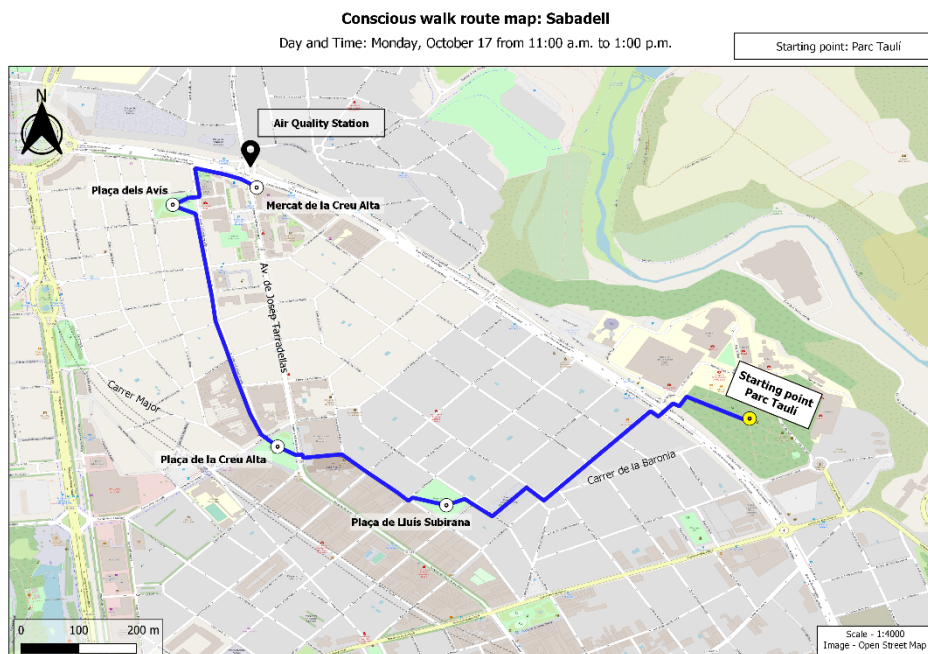 Conscious walk route map: Sabadell
Day and Time: Monday, October 17 from 11:00 a.m. to 1:00 p.m.
Starting point: Parc Taulí
N
Air Quality Station
Plaça dels Avis
Mercat de la Creu Alta
Av. de Josep Tarradellas
Carrer Major
Starting point
Parc Taulí
Plaça de la Creu Alta
Carrer de la Baronia
Plaça de Lluís Subirana
0 100 200 m
Scale - 1:4000
Image - Open Street Map